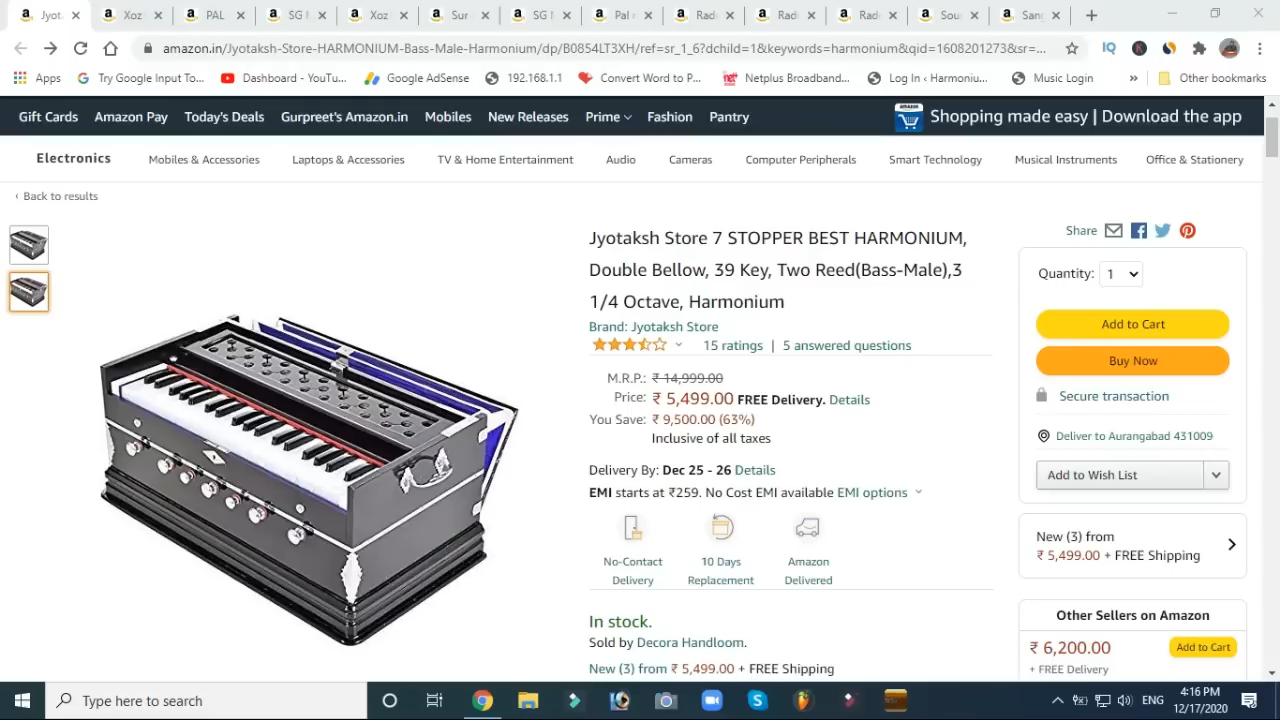 Jyota
Xoz
PAL
SG M
Xoz
Sur
SG M
Pal r
Rad
Rad
Rad
Sou
Sang
amazon.in/Jyotaksh-Store-HARMONIUM-Bass-Male-Harmonium/dp/B0854LT3XH/ref=sr_1_6?dchild=1&keywords=harmonium&qid=1608201273&sr=...
Apps
Try Google Input To...
Dashboard - YouTu...
Google AdSense
192.168.1.1
Convert Word to P...
Netplus Broadband...
Log In ‹ Harmoniu...
Music Login
»
Other bookmarks
Gift Cards
Amazon Pay
Today's Deals
Gurpreet's Amazon.in
Mobiles
New Releases
Prime
Fashion
Pantry
Shopping made easy | Download the app
Electronics
Mobiles & Accessories
Laptops & Accessories
TV & Home Entertainment
Audio
Cameras
Computer Peripherals
Smart Technology
Musical Instruments
Office & Stationery
‹ Back to results
Jyotaksh Store 7 STOPPER BEST HARMONIUM,
Double Bellow, 39 Key, Two Reed(Bass-Male),3
1/4 Octave, Harmonium
Brand: Jyotaksh Store
15 ratings | 5 answered questions
M.R.P.: ₹ 14,999.00
Price: ₹ 5,499.00 FREE Delivery. Details
You Save: ₹ 9,500.00 (63%)
Inclusive of all taxes
Delivery By: Dec 25 - 26 Details
EMI starts at ₹259. No Cost EMI available EMI options
No-Contact
Delivery
10 Days
Replacement
Amazon
Delivered
In stock.
Sold by Decora Handloom.
New (3) from ₹ 5,499.00 + FREE Shipping
Share
Quantity: 1
Add to Cart
Buy Now
Secure transaction
Deliver to Aurangabad 431009
Add to Wish List
New (3) from
₹ 5,499.00 + FREE Shipping
Other Sellers on Amazon
₹ 6,200.00
Add to Cart
+ FREE Delivery
Type here to search
ENG
4:16 PM
12/17/2020